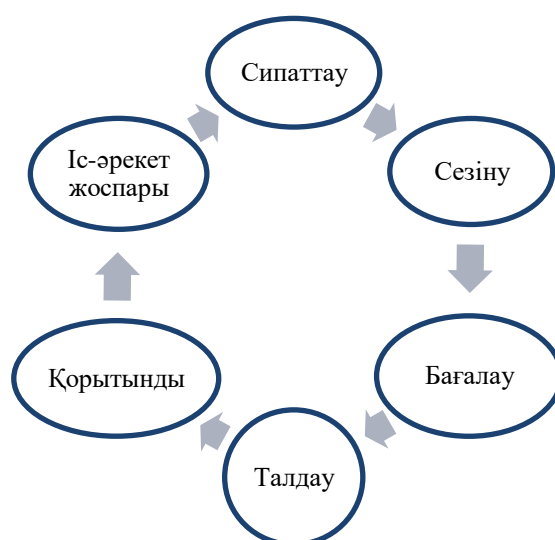 Сипаттау
Сезіну
Бағалау
Талдау
Қорытынды
Іс-әрекет
жоспары